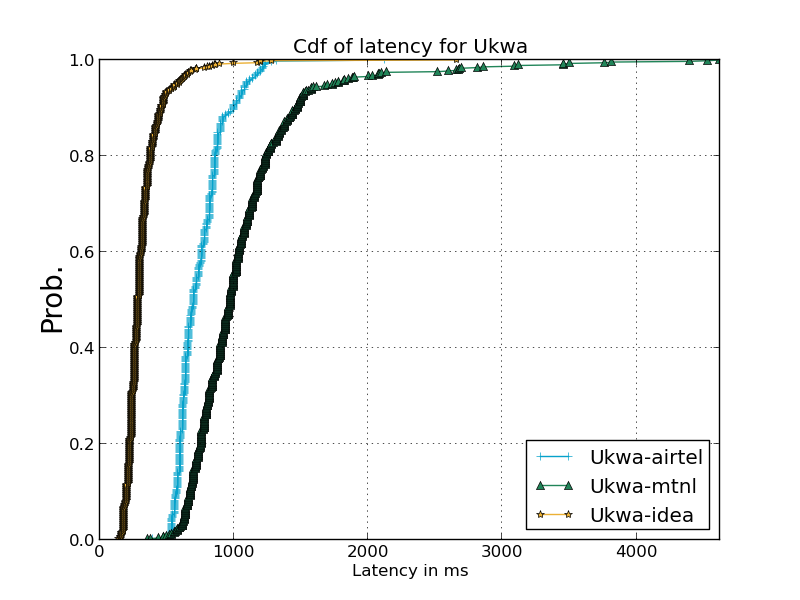 Cdf of latency for Ukwa
1.0
0.8
0.6
0.4
0.2
0.0
Prob.
0 1000 2000 3000 4000
Latency in ms
Ukwa-airtel
Ukwa-mtnl
Ukwa-idea